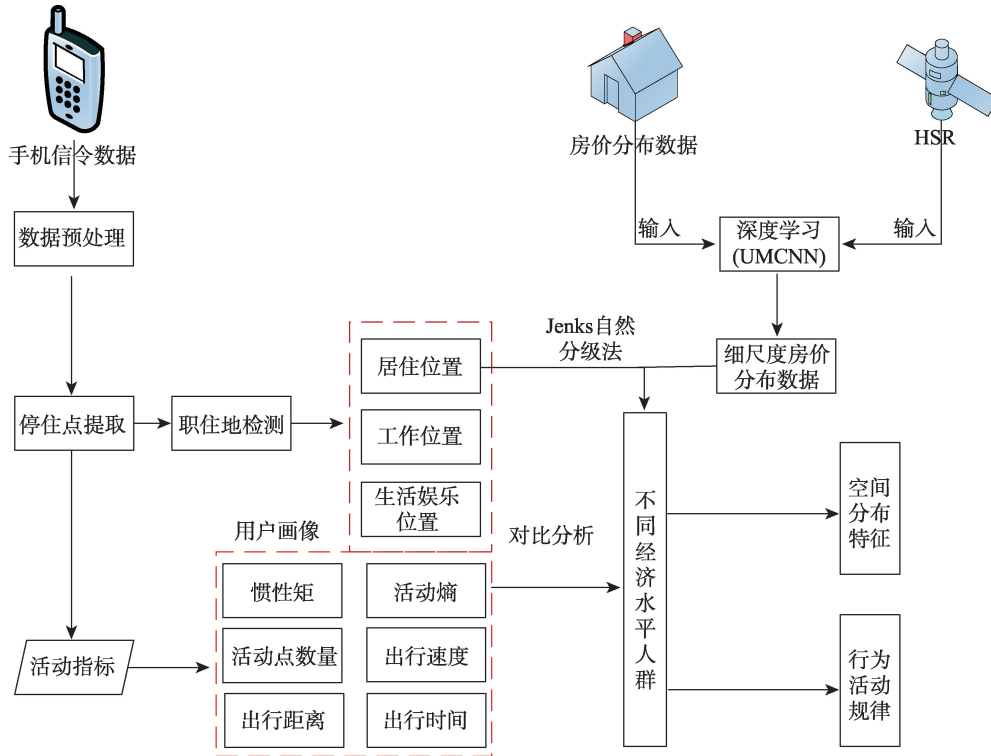 手机信令数据
房价分布数据
HSR
数据预处理
输入
深度学习
(UMCNN)
输入
Jenks自然
分级法
居住位置
细尺度房价
分布数据
停住点提取
职住地检测
工作位置
生活娱乐
位置
用户画像
对比分析
不同经济水平人群
空间
分布
特征
惯性矩
活动熵
活动点数量
出行速度
活动指标
出行距离
出行时间
行为
活动
规律